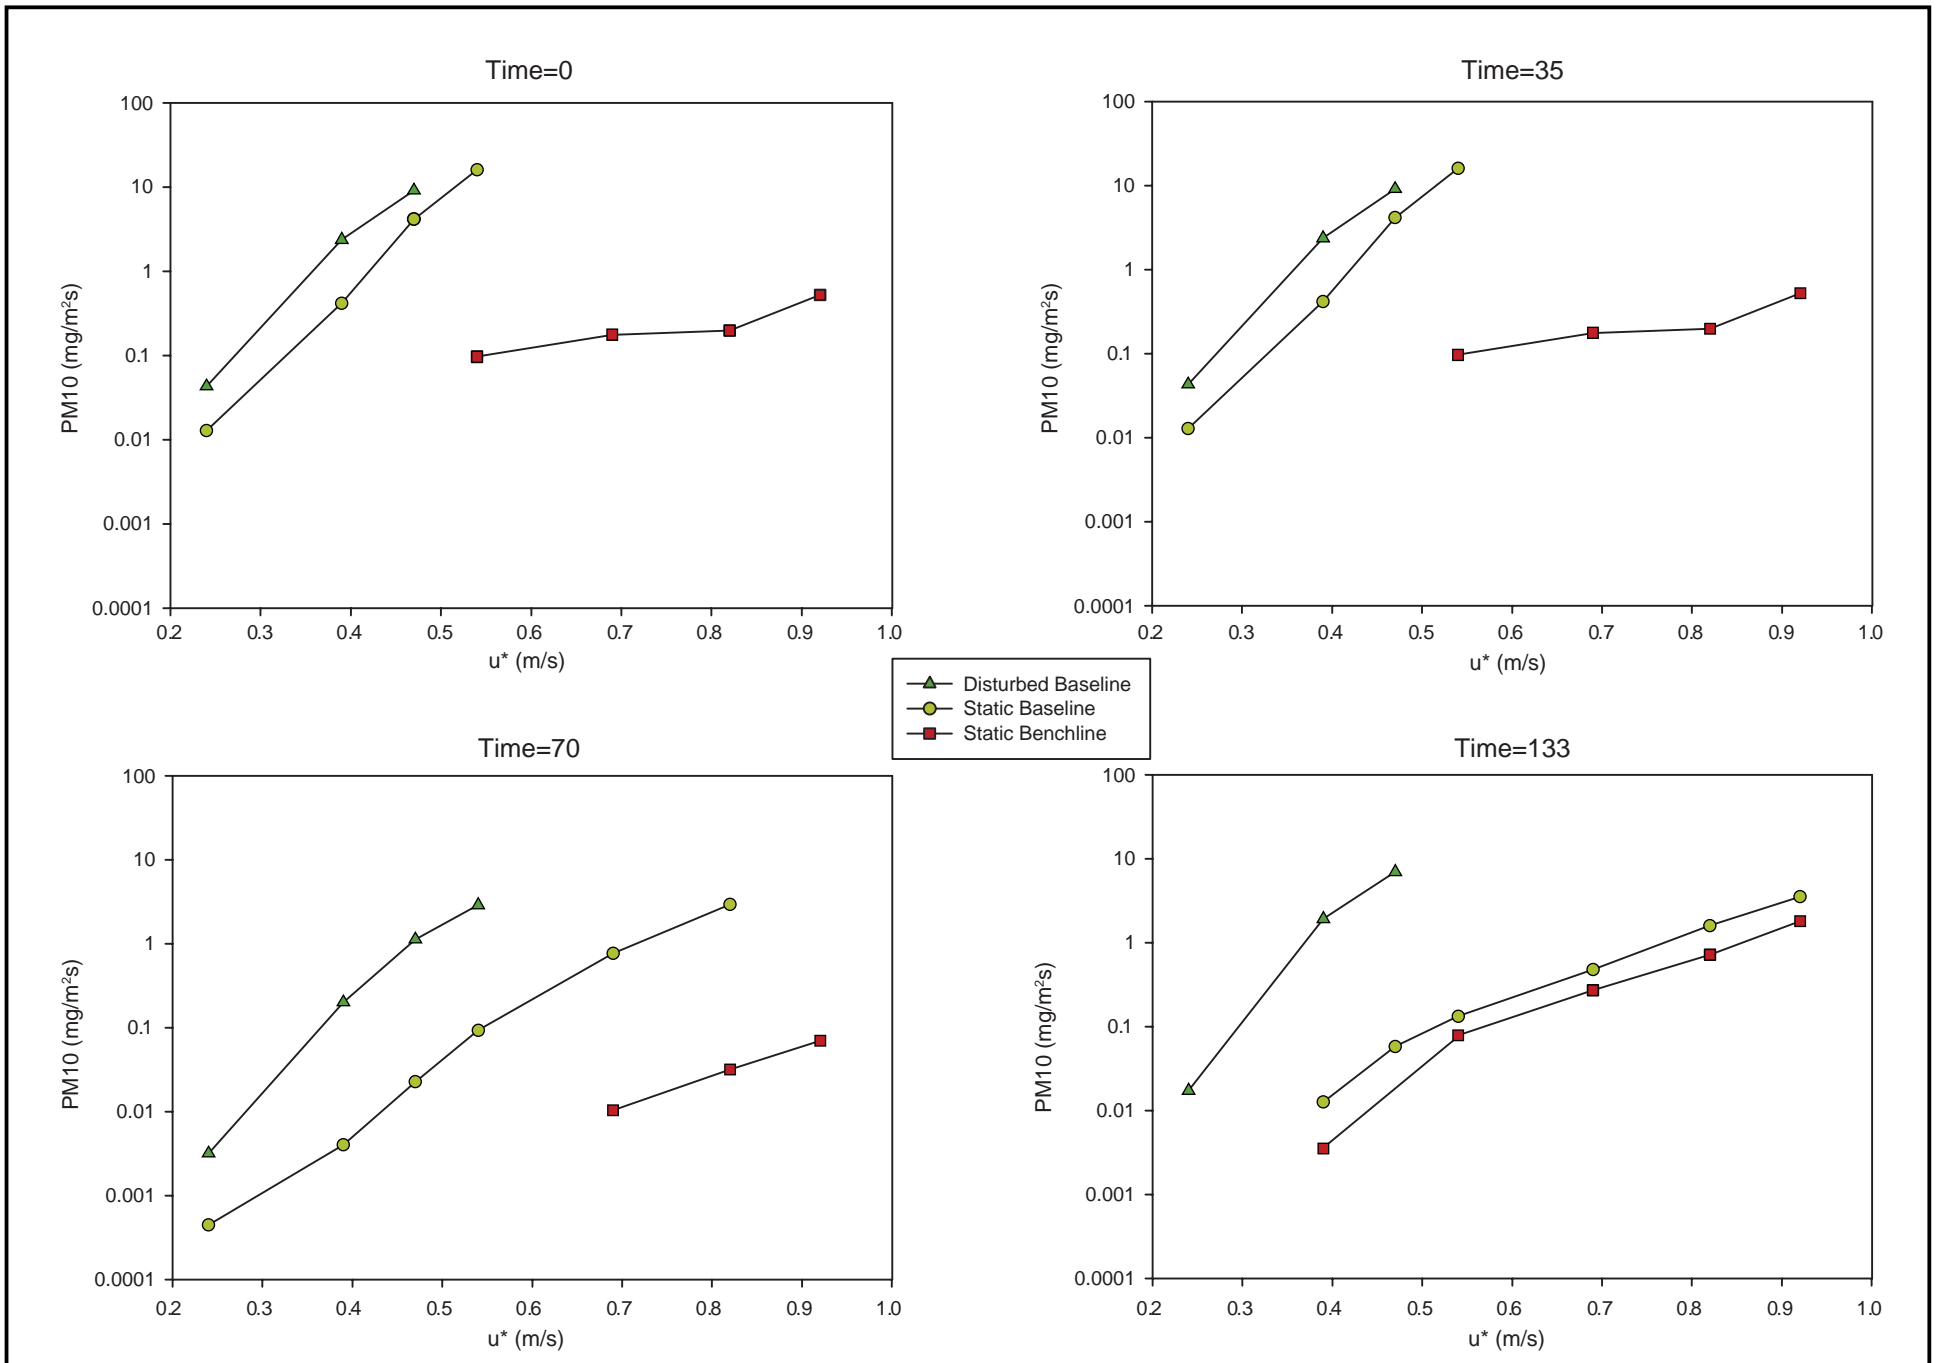 Time=0
100
10
1
0.1
0.01
0.001
0.0001
PM10 (mg/m²s)
0.2 0.3 0.4 0.5 0.6 0.7 0.8 0.9 1.0
u* (m/s)
Time=35
100
10
1
0.1
0.01
0.001
0.0001
PM10 (mg/m²s)
0.2 0.3 0.4 0.5 0.6 0.7 0.8 0.9 1.0
u* (m/s)
Disturbed Baseline
Static Baseline
Static Benchline
Time=70
100
10
1
0.1
0.01
0.001
0.0001
PM10 (mg/m²s)
0.2 0.3 0.4 0.5 0.6 0.7 0.8 0.9 1.0
u* (m/s)
Time=133
100
10
1
0.1
0.01
0.001
0.0001
PM10 (mg/m²s)
0.2 0.3 0.4 0.5 0.6 0.7 0.8 0.9 1.0
u* (m/s)